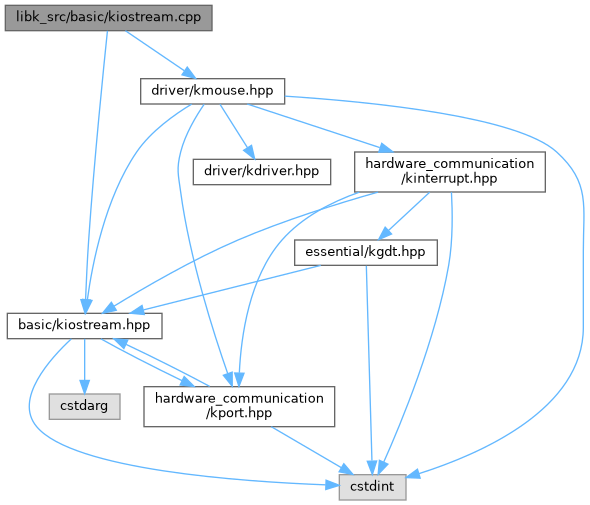 libk_src/basic/kiostream.cpp
driver/kmouse.hpp
driver/kdriver.hpp
hardware_communication
/kinterrupt.hpp
essential/kgdt.hpp
basic/kiostream.hpp
cstdarg
hardware_communication
/kport.hpp
cstdint